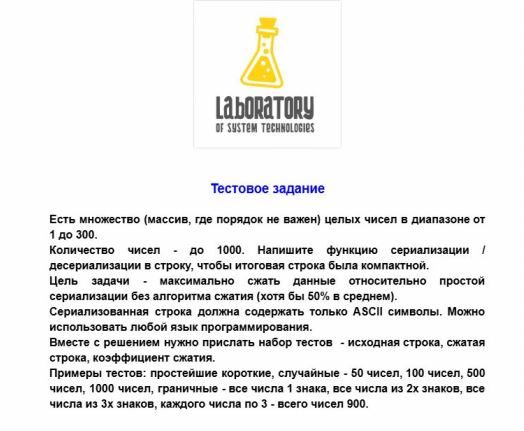 LaBORaTORY
OF SYSTEM TECHNOLOGIES
Тестовое задание
Есть множество (массив, где порядок не важен) целых чисел в диапазоне от
1 до 300.
Количество чисел - до 1000. Напишите функцию сериализации /
десериализации в строку, чтобы итоговая строка была компактной.
Цель задачи - максимально сжать данные относительно простой
сериализации без алгоритма сжатия (хотя бы 50% в среднем).
Сериализованная строка должна содержать только ASCII символы. Можно
использовать любой язык программирования.
Вместе с решением нужно прислать набор тестов - исходная строка, сжатая
строка, коэффициент сжатия.
Примеры тестов: простейшие короткие, случайные - 50 чисел, 100 чисел, 500
чисел, 1000 чисел, граничные - все числа 1 знака, все числа из 2х знаков, все
числа из 3х знаков, каждого числа по 3 - всего чисел 900.